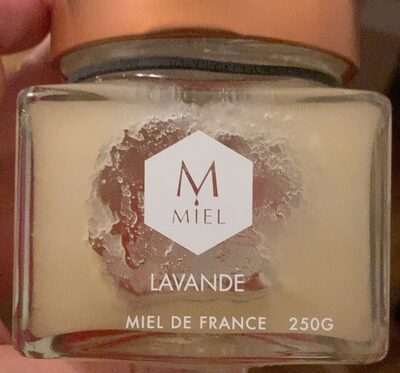 M
MIEL
LAVANDE
MIEL DE FRANCE 250G